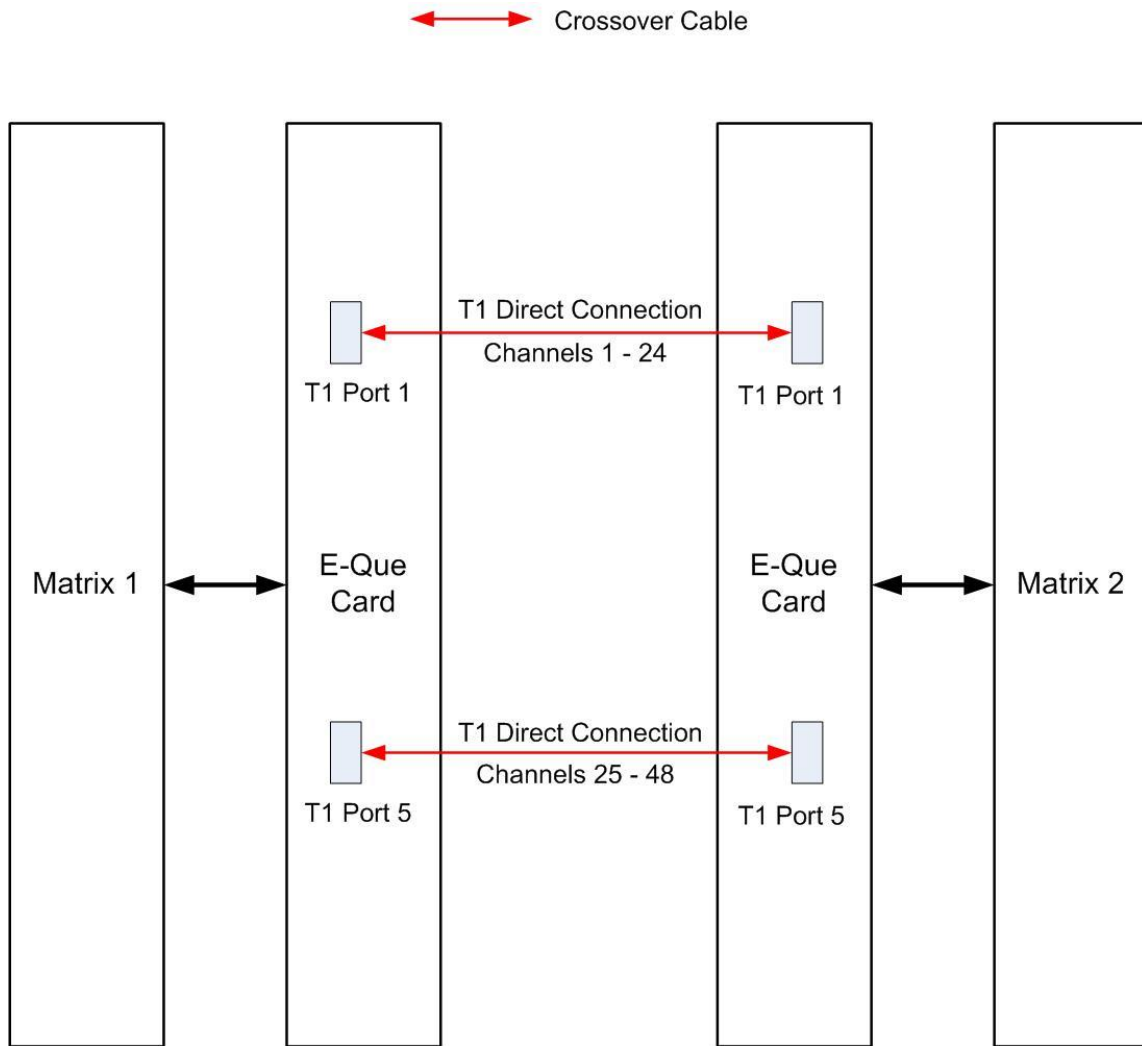 Crossover Cable
T1 Direct Connection
Channels 1 - 24
T1 Port 1
T1 Port 1
Matrix 1
E-Que
Card
E-Que
Card
Matrix 2
T1 Direct Connection
Channels 25 - 48
T1 Port 5
T1 Port 5